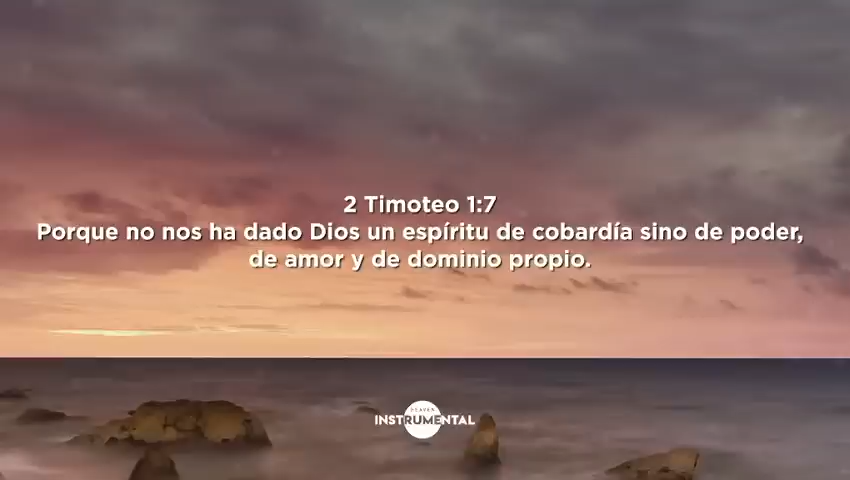 2 Timoteo 1:7
Porque no nos ha dado Dios un espíritu de cobardía sino de poder,
de amor y de dominio propio.
HEAVEN
INSTRUMENTAL